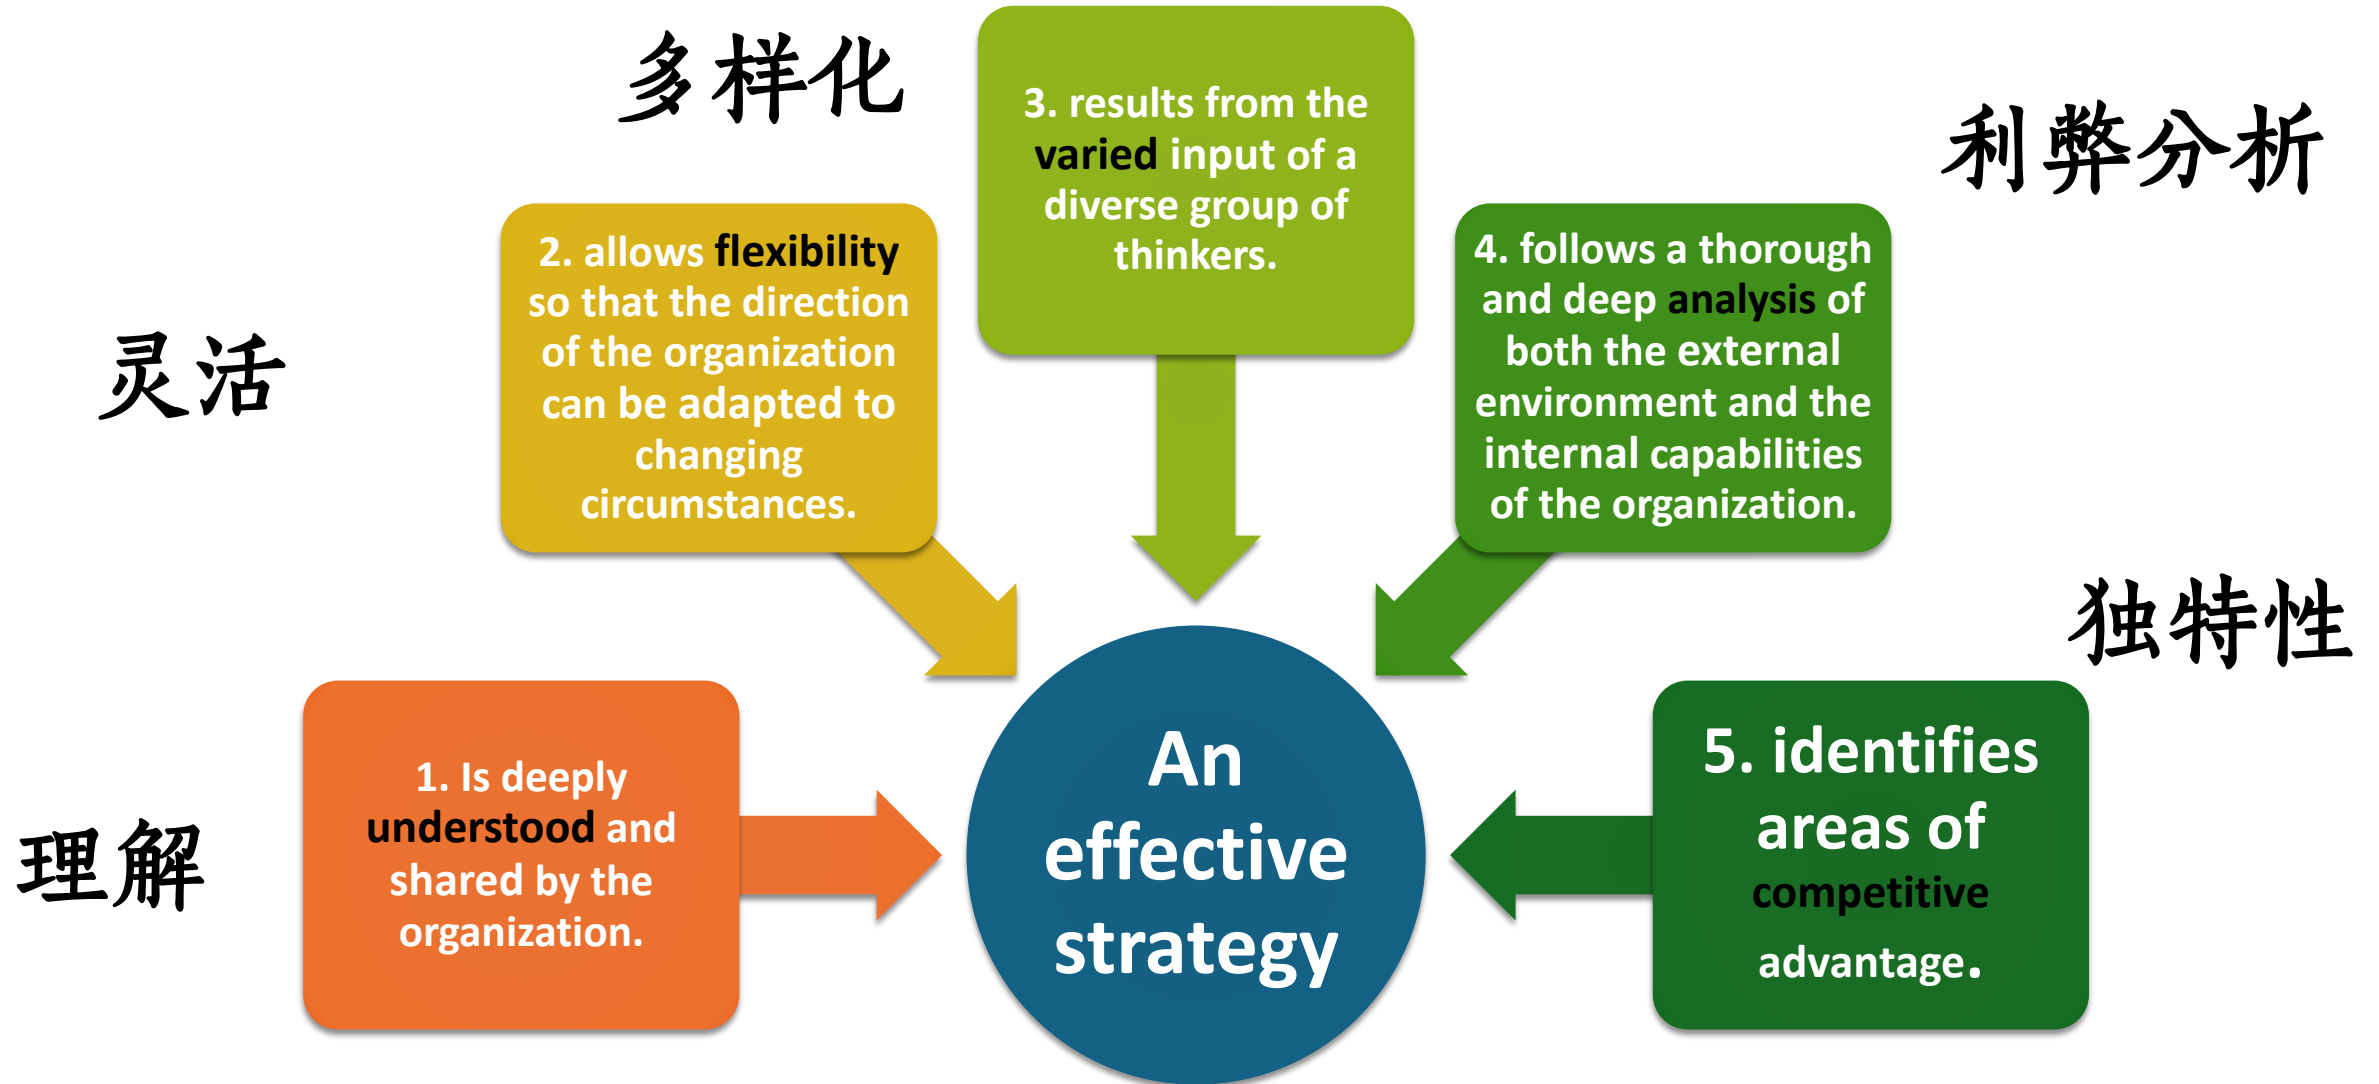 理解
1. Is deeply
understood and
shared by the
organization.
灵活
2. allows flexibility
so that the direction
of the organization
can be adapted to
changing
circumstances.
多样化
3. results from the
varied input of a
diverse group of
thinkers.
利弊分析
4. follows a thorough
and deep analysis of
both the external
environment and the
internal capabilities
of the organization.
独特性
5. identifies
areas of
competitive
advantage.
An
effective
strategy